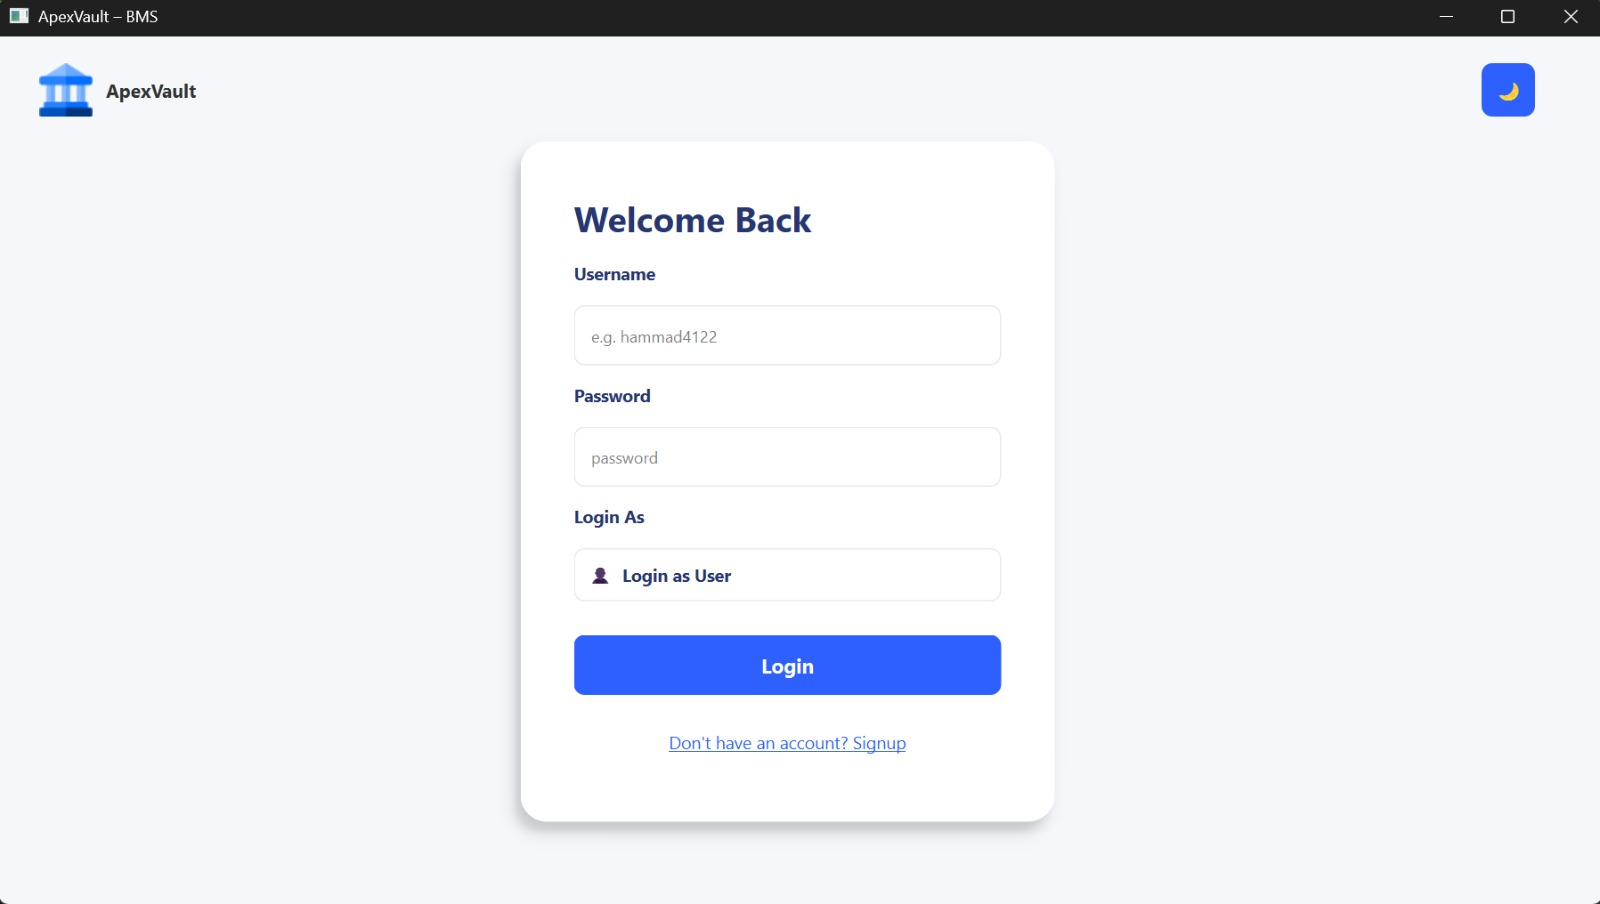 ApexVault – BMS
ApexVault
Welcome Back
Username
e.g. hammad4122
Password
password
Login As
Login as User
Login
Don't have an account? Signup